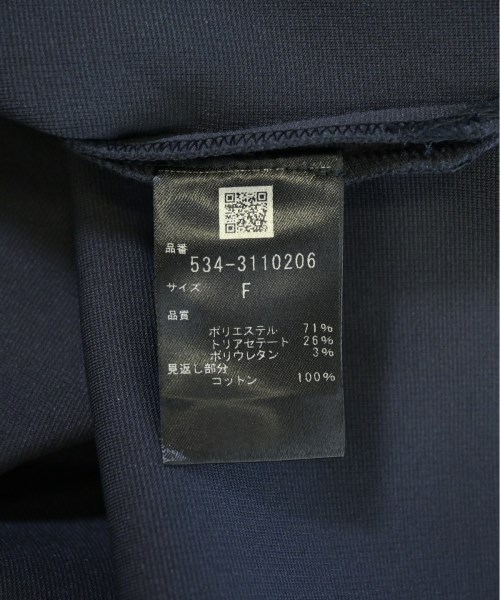 品番
534-3110206
サイズ F
品質
ポリエステル 71%
トリアセテート 26%
ポリウレタン 3%
見返し部分
コットン 100%